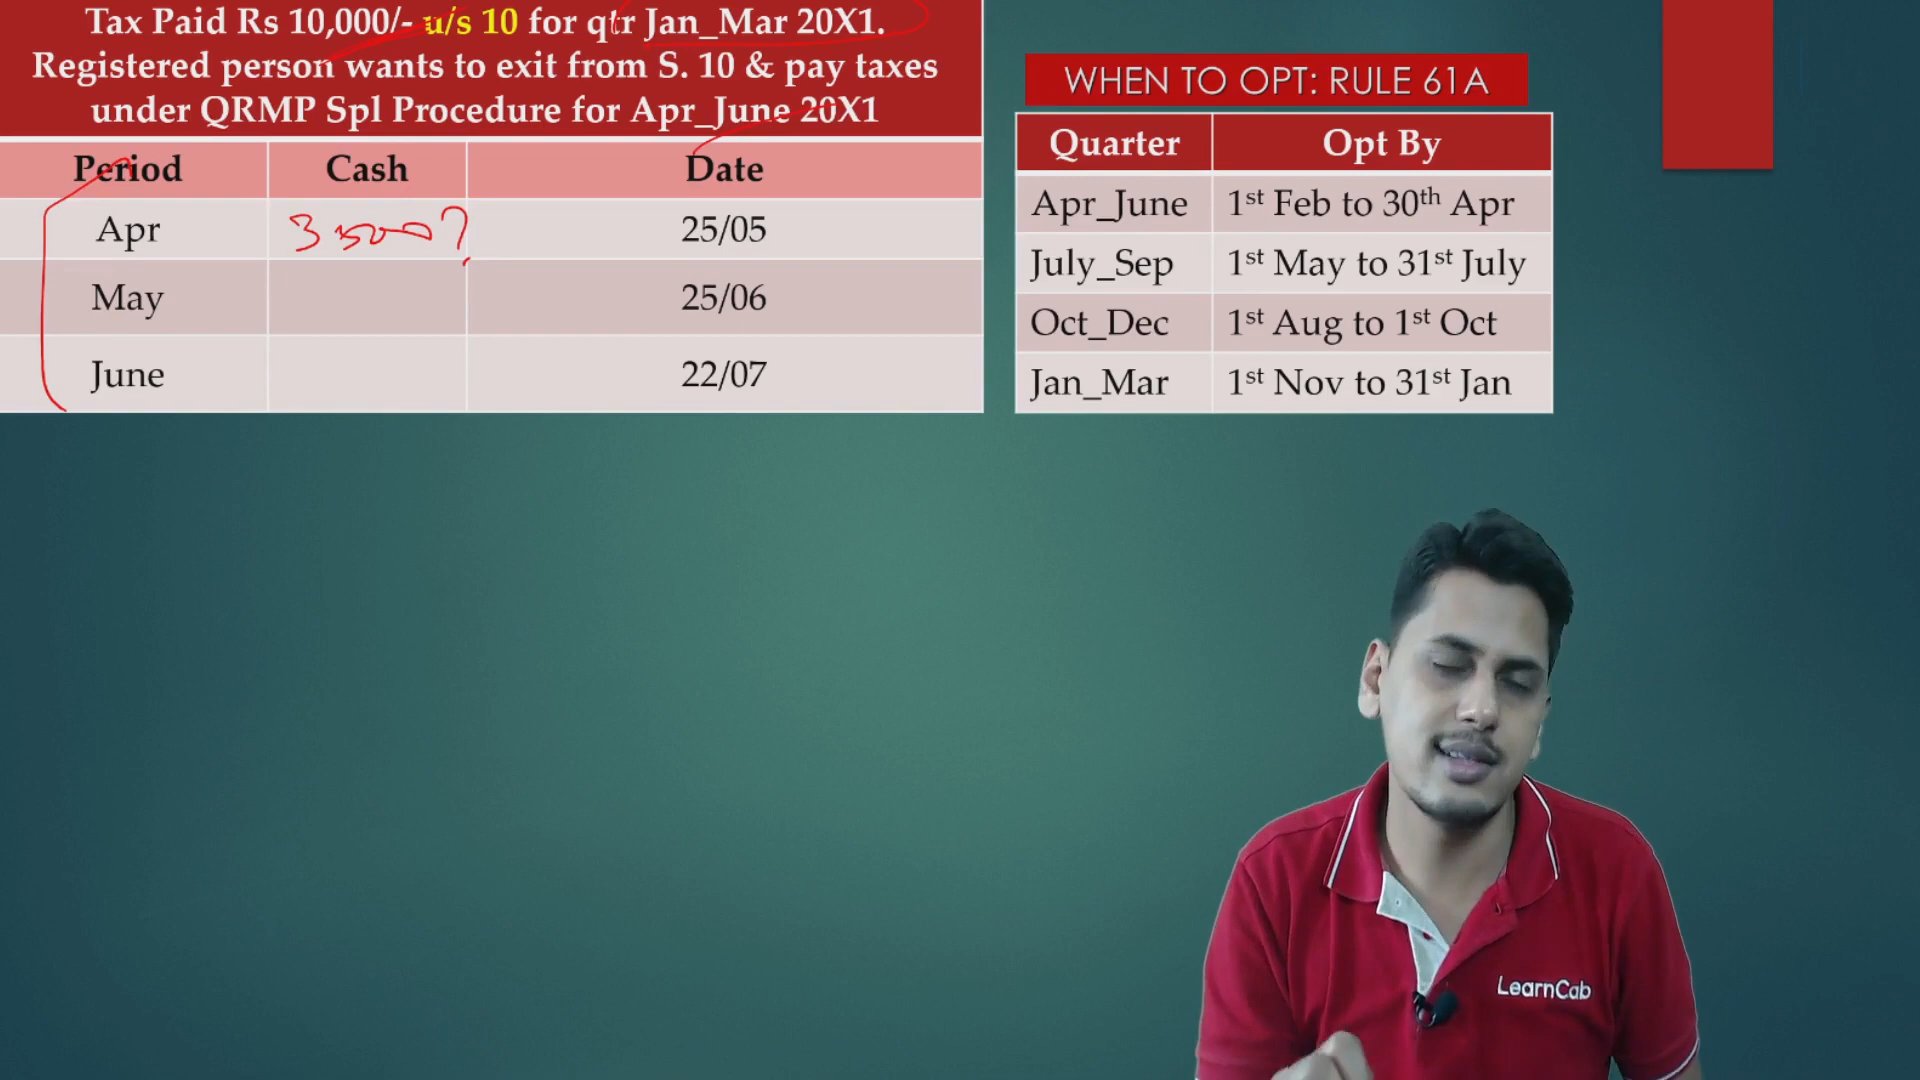 Tax Paid Rs 10,000/- u/s 10 for qtr Jan_Mar 20X1.
Registered person wants to exit from S. 10 & pay taxes
under QRMP Spl Procedure for Apr_June 20X1
Period Cash Date
Apr 3500? 25/05
May 25/06
June 22/07
WHEN TO OPT: RULE 61A
Quarter Opt By
Apr_June 1st Feb to 30th Apr
July_Sep 1st May to 31st July
Oct_Dec 1st Aug to 1st Oct
Jan_Mar 1st Nov to 31st Jan
LearnCab